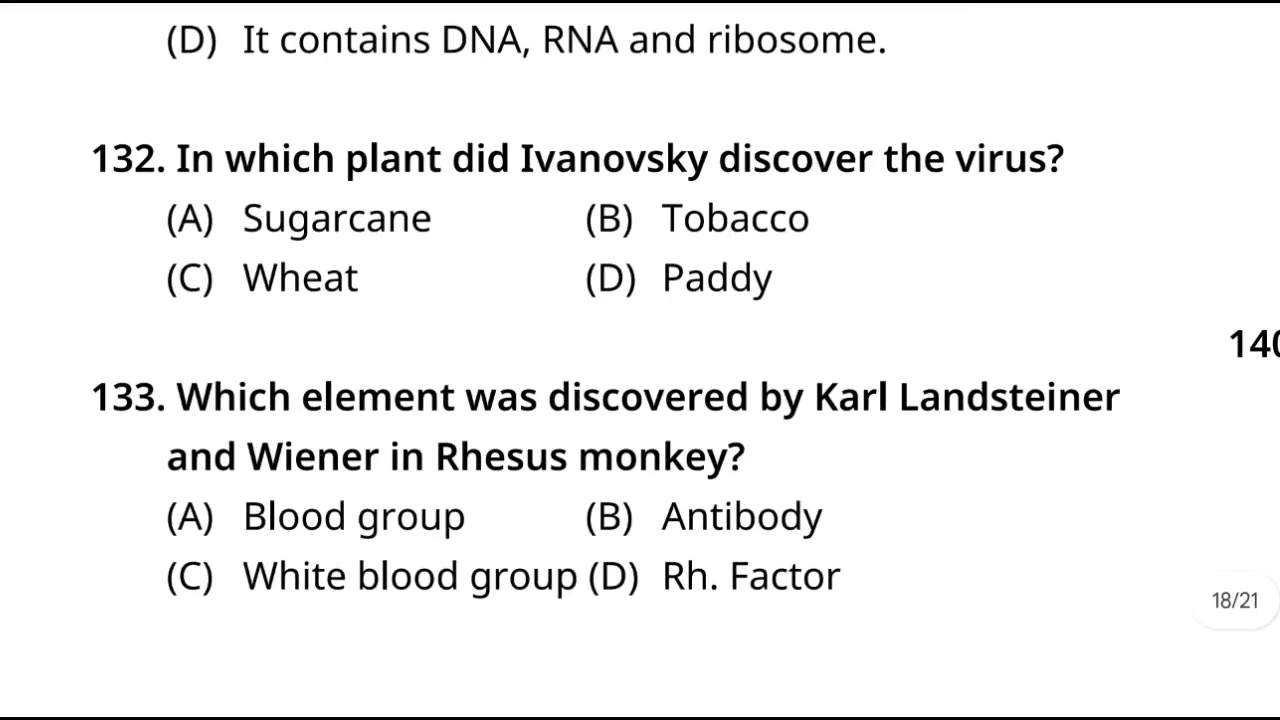 (D) It contains DNA, RNA and ribosome.
132. In which plant did Ivanovsky discover the virus?
(A) Sugarcane (B) Tobacco
(C) Wheat (D) Paddy
140
133. Which element was discovered by Karl Landsteiner
and Wiener in Rhesus monkey?
(A) Blood group (B) Antibody
(C) White blood group (D) Rh. Factor
18/21